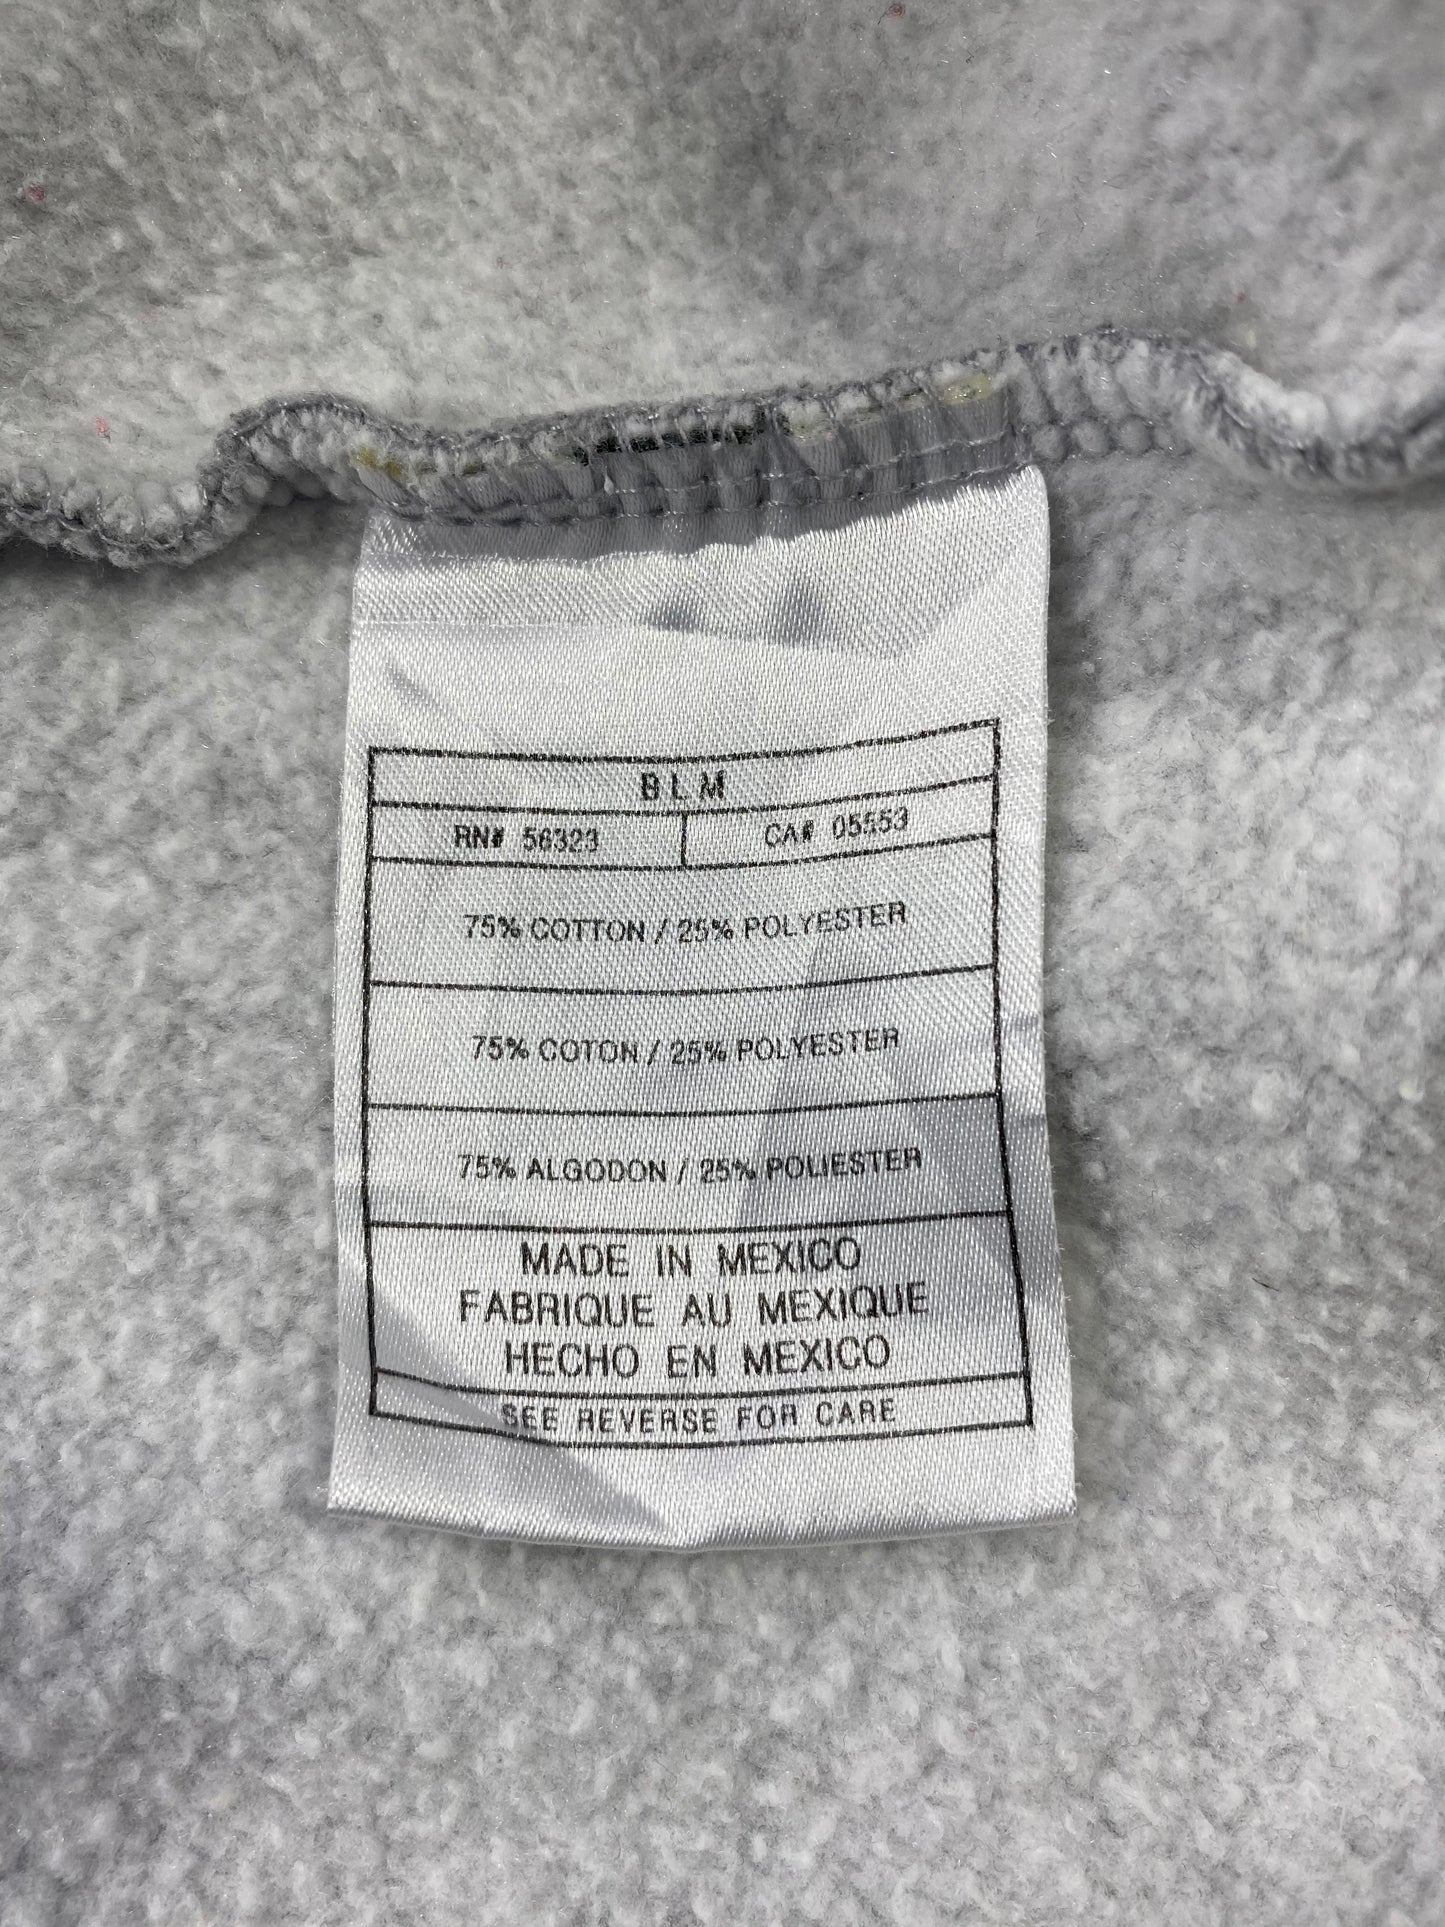 BLM
RN# 56323 CA# 05553
75% COTTON / 25% POLYESTER
75% COTON / 25% POLYESTER
75% ALGODON / 25% POLIESTER
MADE IN MEXICO
FABRIQUE AU MEXIQUE
HECHO EN MEXICO
SEE REVERSE FOR CARE